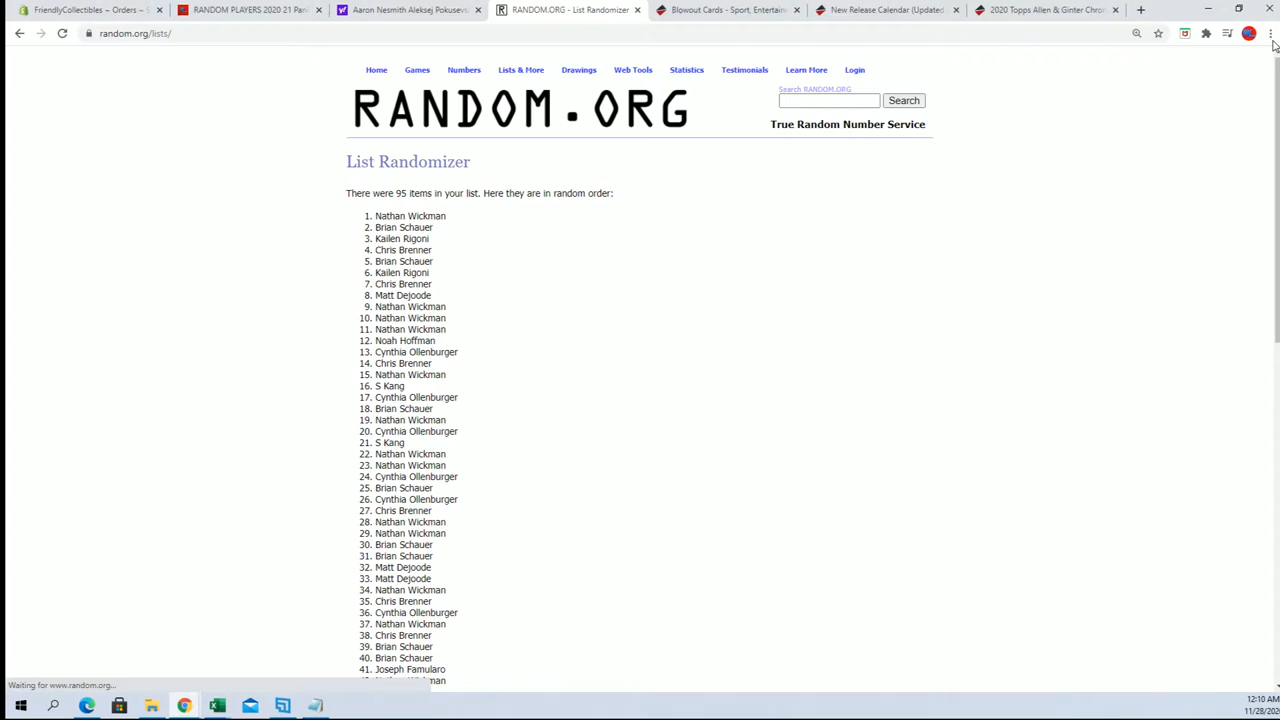 FriendlyCollectibles ~ Orders ~ S
RANDOM PLAYERS 2020 21 Pani
Aaron Nesmith Aleksej Pokusevs
RANDOM.ORG - List Randomizer
Blowout Cards - Sport, Entertain
New Release Calendar (Updated
2020 Topps Allen & Ginter Chro
random.org/lists/
Home Games Numbers Lists & More Drawings Web Tools Statistics Testimonials Learn More Login
RANDOM.ORG
Search RANDOM.ORG
Search
True Random Number Service
List Randomizer
There were 95 items in your list. Here they are in random order:
1. Nathan Wickman
2. Brian Schauer
3. Kailen Rigoni
4. Chris Brenner
5. Brian Schauer
6. Kailen Rigoni
7. Chris Brenner
8. Matt Dejoode
9. Nathan Wickman
10. Nathan Wickman
11. Nathan Wickman
12. Noah Hoffman
13. Cynthia Ollenburger
14. Chris Brenner
15. Nathan Wickman
16. S Kang
17. Cynthia Ollenburger
18. Brian Schauer
19. Nathan Wickman
20. Cynthia Ollenburger
21. S Kang
22. Nathan Wickman
23. Nathan Wickman
24. Cynthia Ollenburger
25. Brian Schauer
26. Cynthia Ollenburger
27. Chris Brenner
28. Nathan Wickman
29. Nathan Wickman
30. Brian Schauer
31. Brian Schauer
32. Matt Dejoode
33. Matt Dejoode
34. Nathan Wickman
35. Chris Brenner
36. Cynthia Ollenburger
37. Nathan Wickman
38. Chris Brenner
39. Brian Schauer
40. Brian Schauer
41. Joseph Famularo
Waiting for www.random.org...
12:10 AM
11/28/202